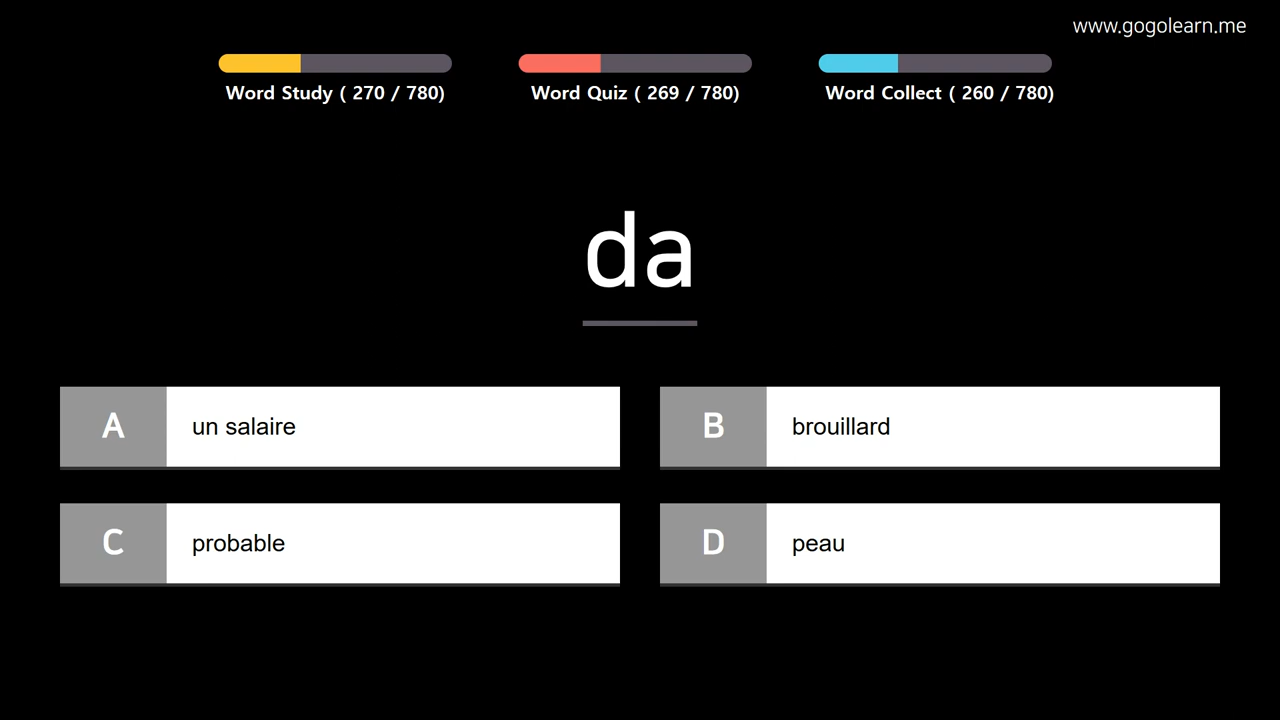 www.gogolearn.me
Word Study ( 270 / 780)
Word Quiz ( 269 / 780)
Word Collect ( 260 / 780)
da
A un salaire
B brouillard
C probable
D peau